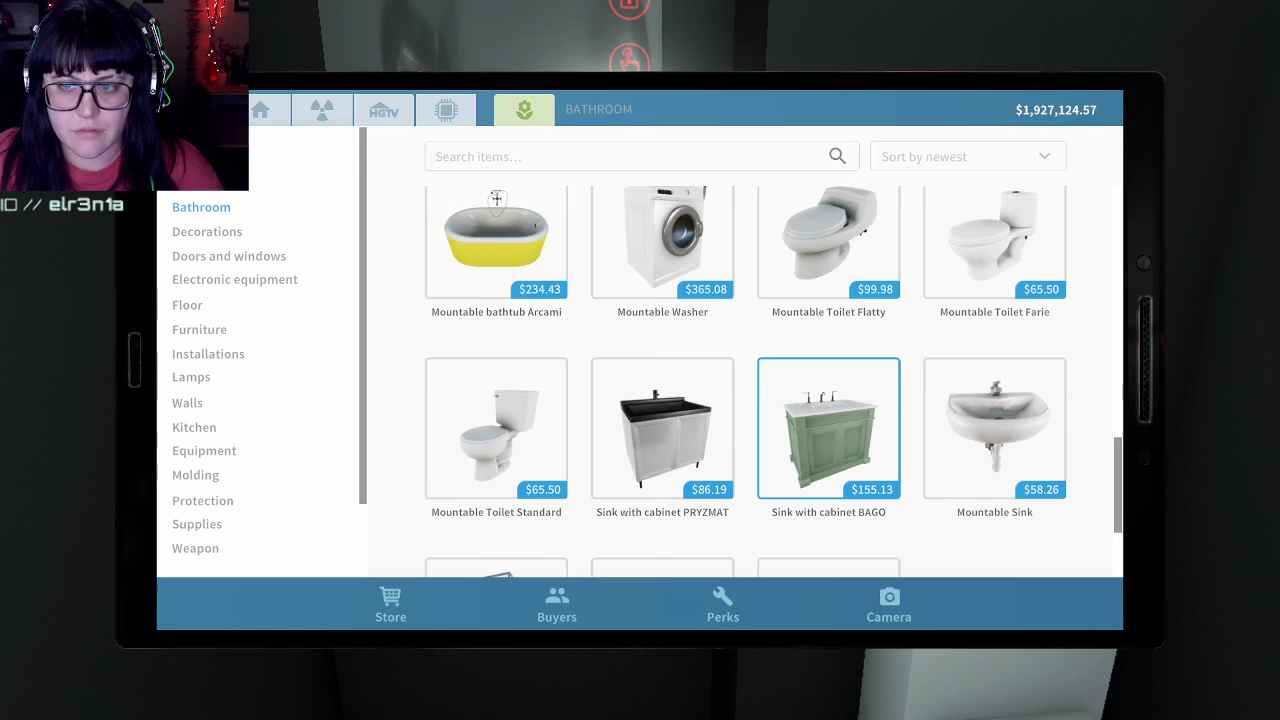 HGTV
BATHROOM
$1,927,124.57
Search items...
Sort by newest
ID // elr3n1a
Bathroom
Decorations
Doors and windows
Electronic equipment
Floor
Furniture
Installations
Lamps
Walls
Kitchen
Equipment
Molding
Protection
Supplies
Weapon
$234.43
$365.08
$99.98
$65.50
Mountable bathtub Arcami
Mountable Washer
Mountable Toilet Flatty
Mountable Toilet Farie
$65.50
$86.19
$155.13
$58.26
Mountable Toilet Standard
Sink with cabinet PRYZMAT
Sink with cabinet BAGO
Mountable Sink
Store
Buyers
Perks
Camera